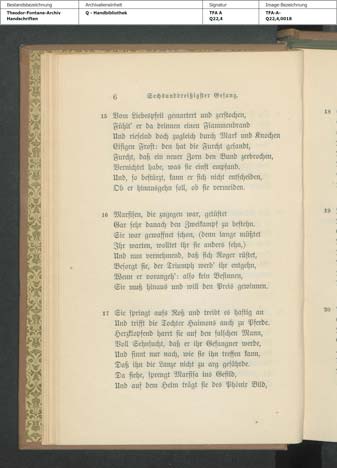 Bestandsbezeichnung Archivaleinheit Signatur Image-Bezeichnung
Theodor-Fontane-Archiv Q - Handbibliothek TFA A TFA-A-
Handschriften Q22,4 Q22,4,0018
6 Sechsunddreißigster Gesang.
15 Vom Liebespfeil gemartert und zerstochen,
Fühlt' er da drinnen einen Flammenbrand
Und rieselnd doch zugleich durch Mark und Knochen
Eisigen Frost: den hat die Furcht gesandt,
Furcht, daß ein neuer Zorn den Bund zerbrochen,
Vernichtet habe, was sie einst empfand.
Und, so bestürzt, kann er sich nicht entscheiden,
Ob er hinausgehn soll, ob sie vermeiden.
16 Marfisen, die zugegen war, gelüstet
Gar sehr danach den Zweikampf zu bestehn.
Sie war gewaffnet schon, (denn lange müßtet
Ihr warten, wolltet ihr sie anders sehn,)
Und nun vernehmend, daß sich Roger rüstet,
Besorgt sie, der Triumph werd' ihr entgehn,
Wenn er vorangeh': also kein Besinnen,
Sie muß hinaus und will den Preis gewinnen.
17 Sie springt aufs Roß und treibt es hastig an
Und trifft die Tochter Haimons auch zu Pferde.
Herzklopfend harrt sie auf den falschen Mann,
Voll Sehnsucht, daß er ihr Gefangner werde,
Und sinnt nur nach, wie sie ihn treffen kann,
Daß ihn die Lanze nicht zu arg gefährde.
Da siehe, sprengt Marfisa ins Gefild,
Und auf dem Helm trägt sie des Phönix Bild,
18
19
20